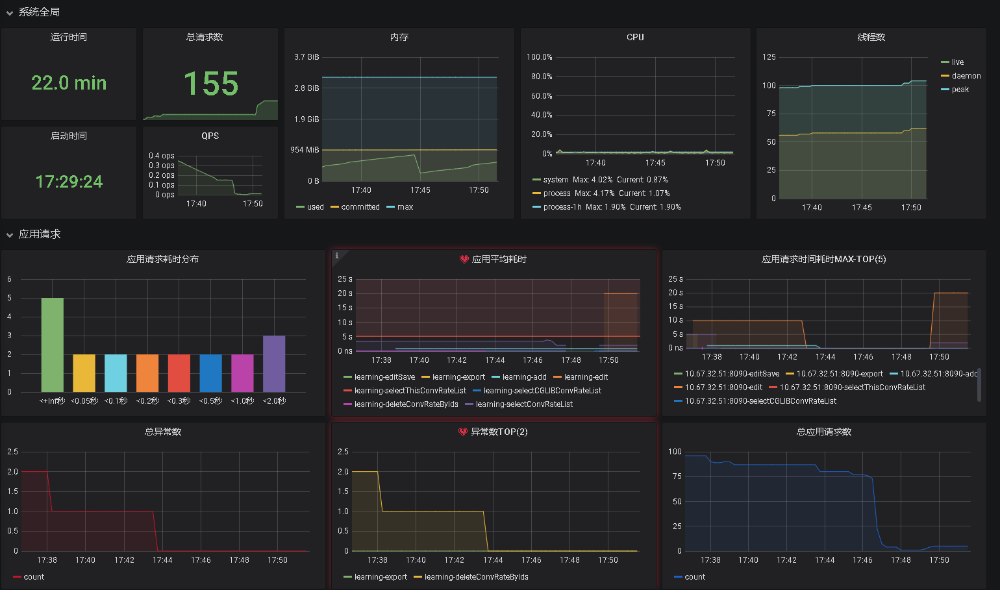 系统全局
运行时间
22.0 min
启动时间
17:29:24
总请求数
155
QPS
0.4 ops
0.3 ops
0.2 ops
0.1 ops
0 ops
17:40 17:50
内存
3.7 GiB
2.8 GiB
1.9 GiB
954 MiB
0 B
17:40 17:45 17:50
used committed max
CPU
100.0%
80.0%
60.0%
40.0%
20.0%
0%
17:40 17:45 17:50
system Max: 4.02% Current: 0.87%
process Max: 4.17% Current: 1.07%
process-1h Max: 1.90% Current: 1.90%
线程数
125
100
75
50
25
0
17:40 17:45 17:50
live
daemon
peak
应用请求
应用请求耗时分布
6
5
4
3
2
1
0
<+Inf秒 <0.05秒 <0.1秒 <0.2秒 <0.3秒 <0.5秒 <1.0秒 <2.0秒
i
应用平均耗时
25 s
20 s
15 s
10 s
5 s
0 ns
17:38 17:40 17:42 17:44 17:46 17:48 17:50
learning-editSave learning-export learning-add learning-edit
learning-selectThisConvRateList learning-selectCGLIBConvRateList
learning-deleteConvRateByIds learning-selectConvRateList
应用请求时间耗时MAX-TOP(5)
25 s
20 s
15 s
10 s
5 s
0 ns
17:38 17:40 17:42 17:44 17:46 17:48 17:50
10.67.32.51:8090-editSave 10.67.32.51:8090-export 10.67.32.51:8090-add
10.67.32.51:8090-edit 10.67.32.51:8090-selectThisConvRateList
10.67.32.51:8090-selectCGLIBConvRateList
总异常数
2.5
2.0
1.5
1.0
0.5
0
17:38 17:40 17:42 17:44 17:46 17:48 17:50
count
异常数TOP(2)
2.5
2.0
1.5
1.0
0.5
0
17:38 17:40 17:42 17:44 17:46 17:48 17:50
learning-export learning-deleteConvRateByIds
总应用请求数
100
75
50
25
0
17:38 17:40 17:42 17:44 17:46 17:48 17:50
count